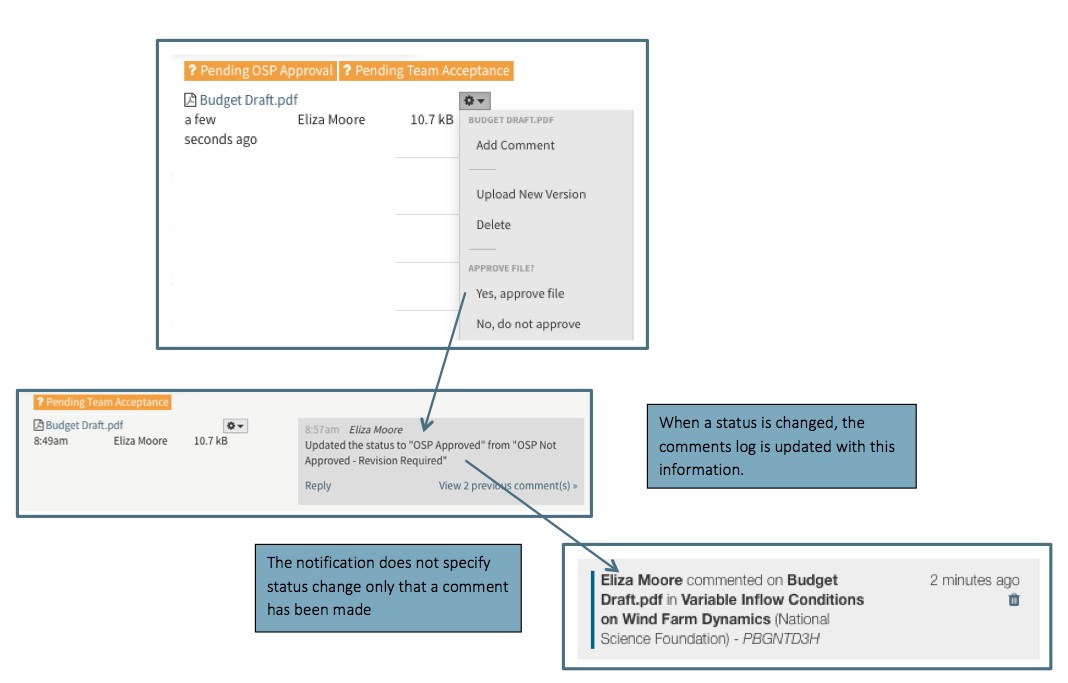 ? Pending OSP Approval ? Pending Team Acceptance
Budget Draft.pdf
a few seconds ago Eliza Moore 10.7 kB
BUDGET DRAFT.PDF
Add Comment
Upload New Version
Delete
APPROVE FILE?
Yes, approve file
No, do not approve
? Pending Team Acceptance
Budget Draft.pdf
8:49am Eliza Moore 10.7 kB
8:57am Eliza Moore
Updated the status to "OSP Approved" from "OSP Not
Approved - Revision Required"
Reply View 2 previous comment(s) »
When a status is changed, the
comments log is updated with this
information.
The notification does not specify
status change only that a comment
has been made
Eliza Moore commented on Budget 2 minutes ago
Draft.pdf in Variable Inflow Conditions
on Wind Farm Dynamics (National
Science Foundation) - PBGNTD3H